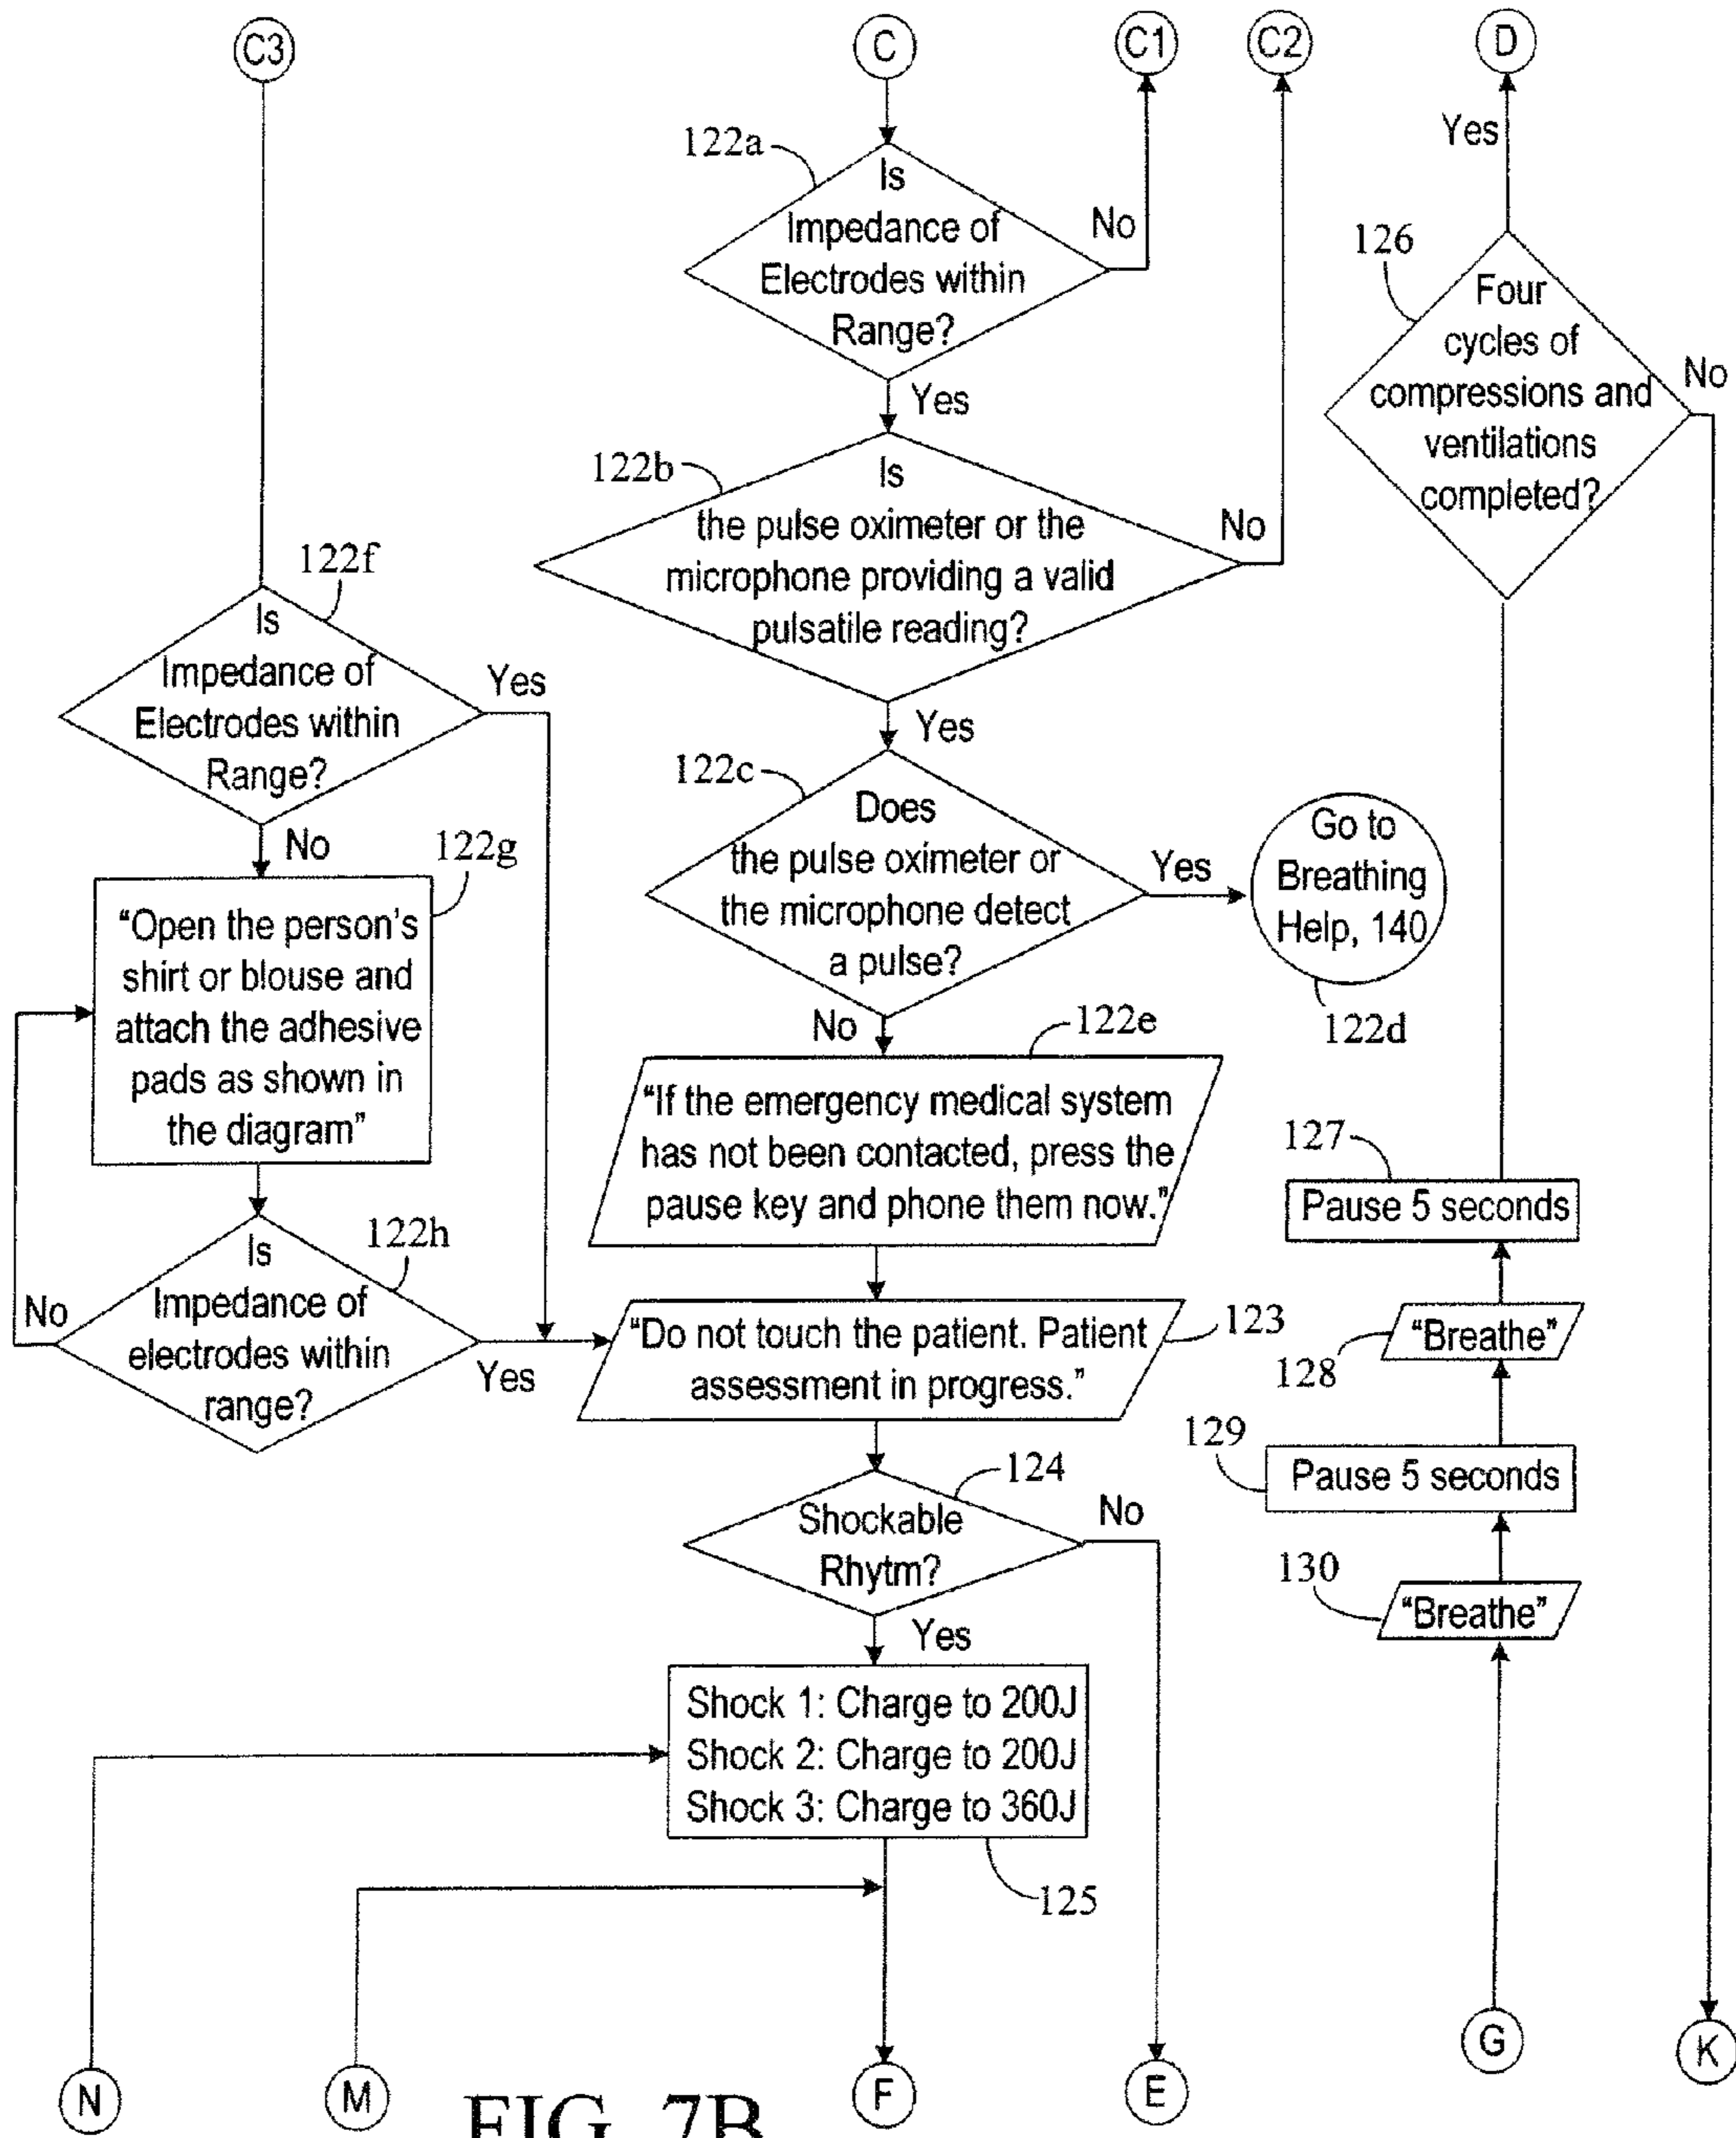 C3
C
C1
C2
D
Yes
122a
Is
Impedance of
Electrodes within
Range?
No
Yes
126
Four
cycles of
compressions and
ventilations
completed?
No
122b
Is
the pulse oximeter or the
microphone providing a valid
pulsatile reading?
No
Yes
122f
Is
Impedance of
Electrodes within
Range?
Yes
No
122c
Does
the pulse oximeter or
the microphone detect
a pulse?
Yes
No
Go to
Breathing
Help, 140
122d
122g
“Open the person’s
shirt or blouse and
attach the adhesive
pads as shown in
the diagram”
122e
“If the emergency medical system
has not been contacted, press the
pause key and phone them now.”
127
Pause 5 seconds
122h
Is
Impedance of
electrodes within
range?
No
Yes
“Do not touch the patient. Patient
assessment in progress.”
123
“Breathe”
128
129
Pause 5 seconds
124
Shockable
Rhytm?
No
Yes
130
“Breathe”
Shock 1: Charge to 200J
Shock 2: Charge to 200J
Shock 3: Charge to 360J
125
N
M
F
E
G
K
FIG. 7B